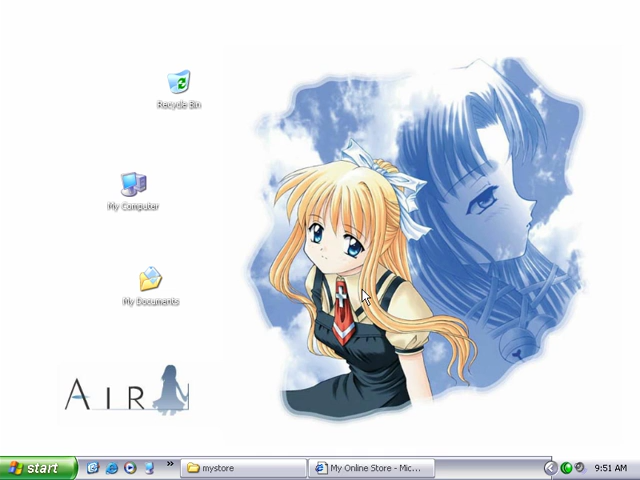 Recycle Bin
My Computer
My Documents
AIR
start
mystore
My Online Store - Mic...
9:51 AM